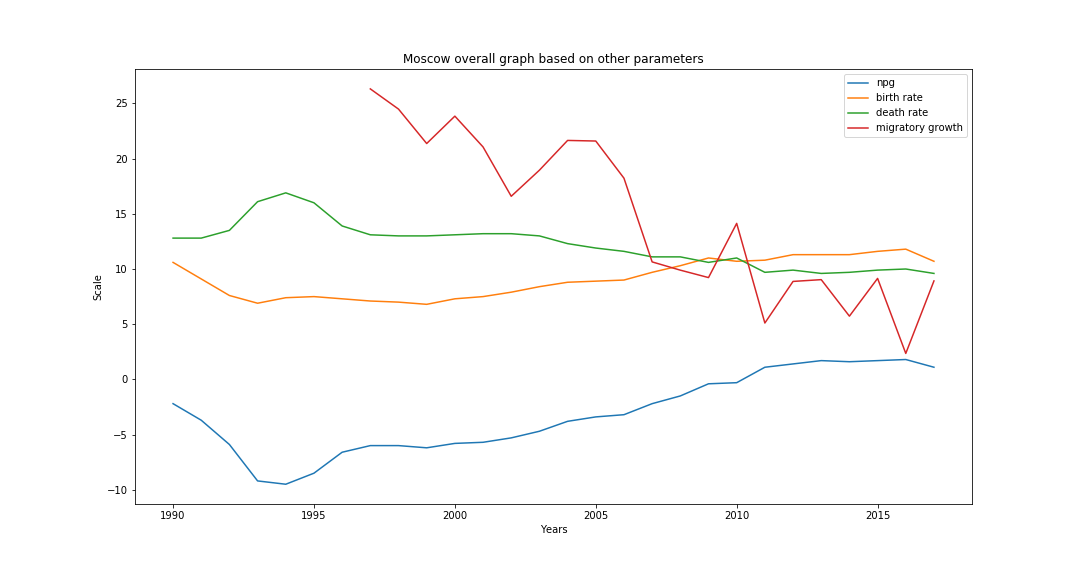 Moscow overall graph based on other parameters
npg
birth rate
death rate
migratory growth
25
20
15
10
5
0
−5
−10
Scale
1990
1995
2000
2005
2010
2015
Years